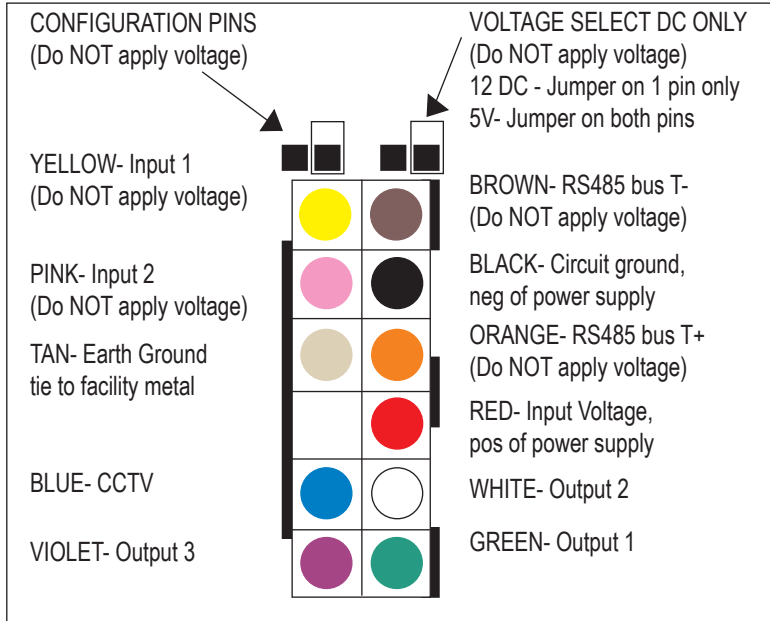 CONFIGURATION PINS
(Do NOT apply voltage)
VOLTAGE SELECT DC ONLY
(Do NOT apply voltage)
12 DC - Jumper on 1 pin only
5V- Jumper on both pins
YELLOW- Input 1
(Do NOT apply voltage)
PINK- Input 2
(Do NOT apply voltage)
TAN- Earth Ground
tie to facility metal
BLUE- CCTV
VIOLET- Output 3
BROWN- RS485 bus T-
(Do NOT apply voltage)
BLACK- Circuit ground,
neg of power supply
ORANGE- RS485 bus T+
(Do NOT apply voltage)
RED- Input Voltage,
pos of power supply
WHITE- Output 2
GREEN- Output 1